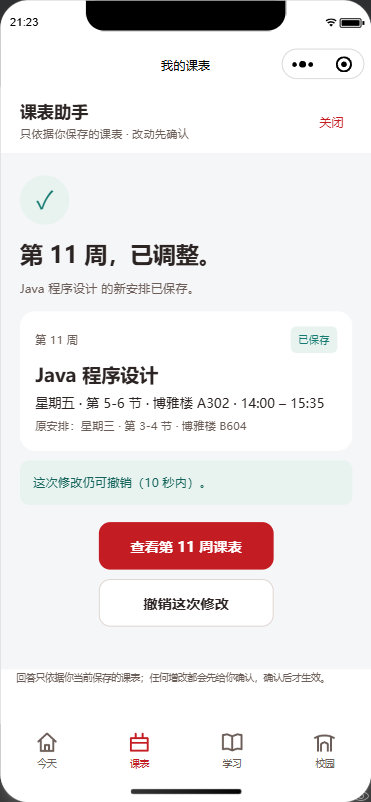 21:23
我的课表
课表助手
只依据你保存的课表 · 改动先确认
关闭
第 11 周，已调整。
Java 程序设计 的新安排已保存。
第 11 周
已保存
Java 程序设计
星期五 · 第 5-6 节 · 博雅楼 A302 · 14:00 – 15:35
原安排：星期三 · 第 3-4 节 · 博雅楼 B604
这次修改仍可撤销（10 秒内）。
查看第 11 周课表
撤销这次修改
回答只依据你当前保存的课表；任何增改都会先给你确认，确认后才生效。
今天
课表
学习
校园